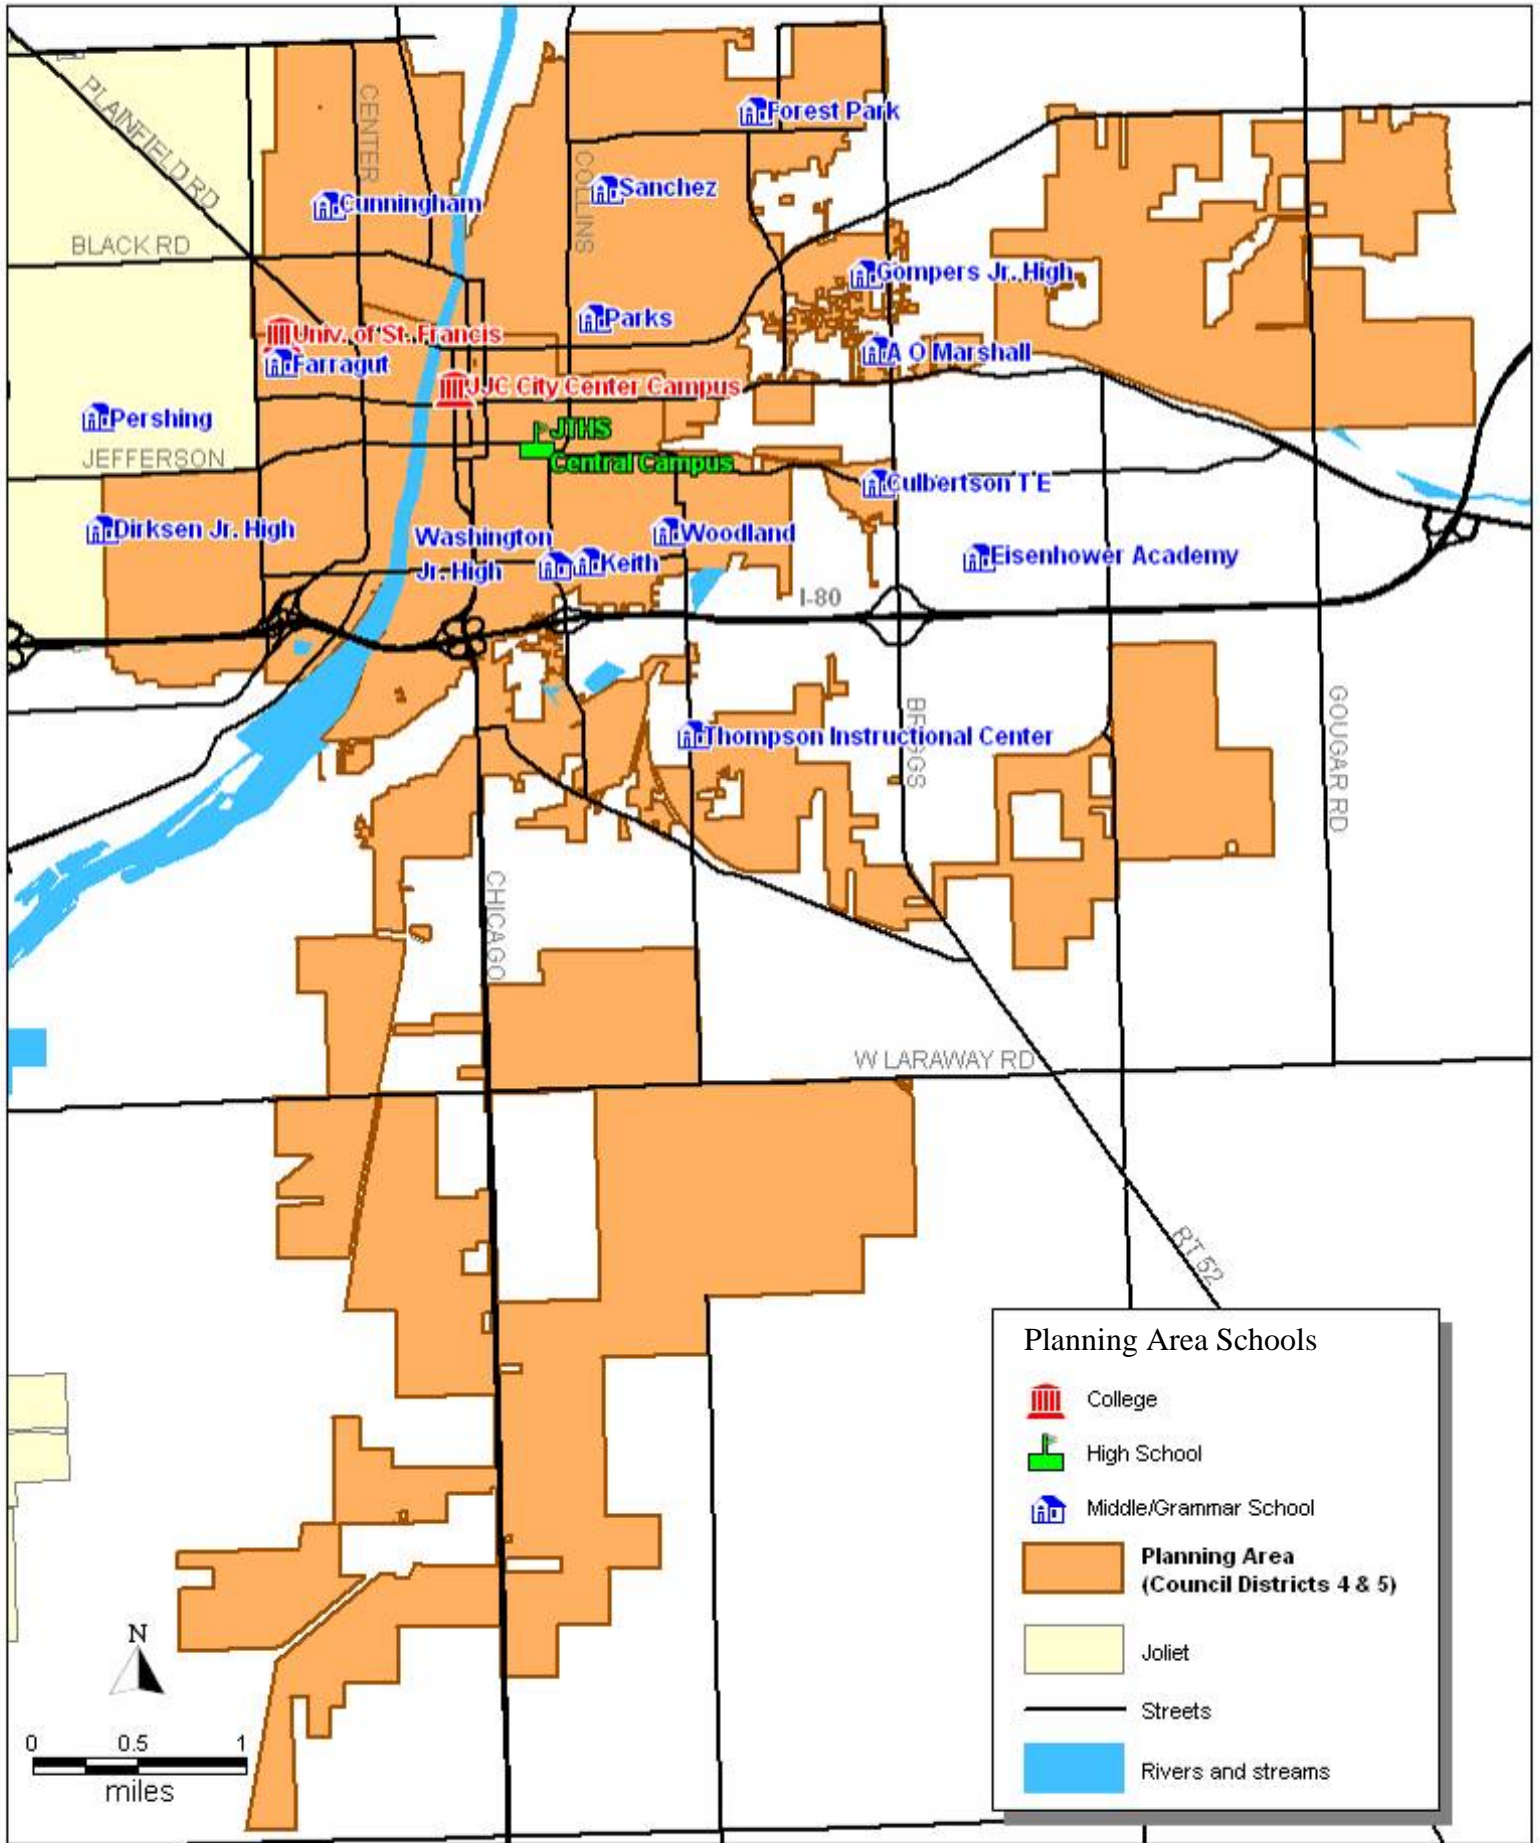 PLAINFIELD RD
CENTER
Forest Park
COLLINS
Sanchez
Cunningham
BLACK RD
Gompers Jr. High
Parks
Univ. of St. Francis
A O Marshall
Farragut
JJC City Center Campus
Pershing
JTHS
Central Campus
JEFFERSON
Culbertson T E
Dirksen Jr. High
Washington
Jr. High
Woodland
Keith
Eisenhower Academy
I-80
BRIGGS
GOUGAR RD
Thompson Instructional Center
CHICAGO
W LARAWAY RD
RT 52
Planning Area Schools
College
High School
Middle/Grammar School
Planning Area
(Council Districts 4 & 5)
Joliet
Streets
Rivers and streams
N
0 0.5 1
miles